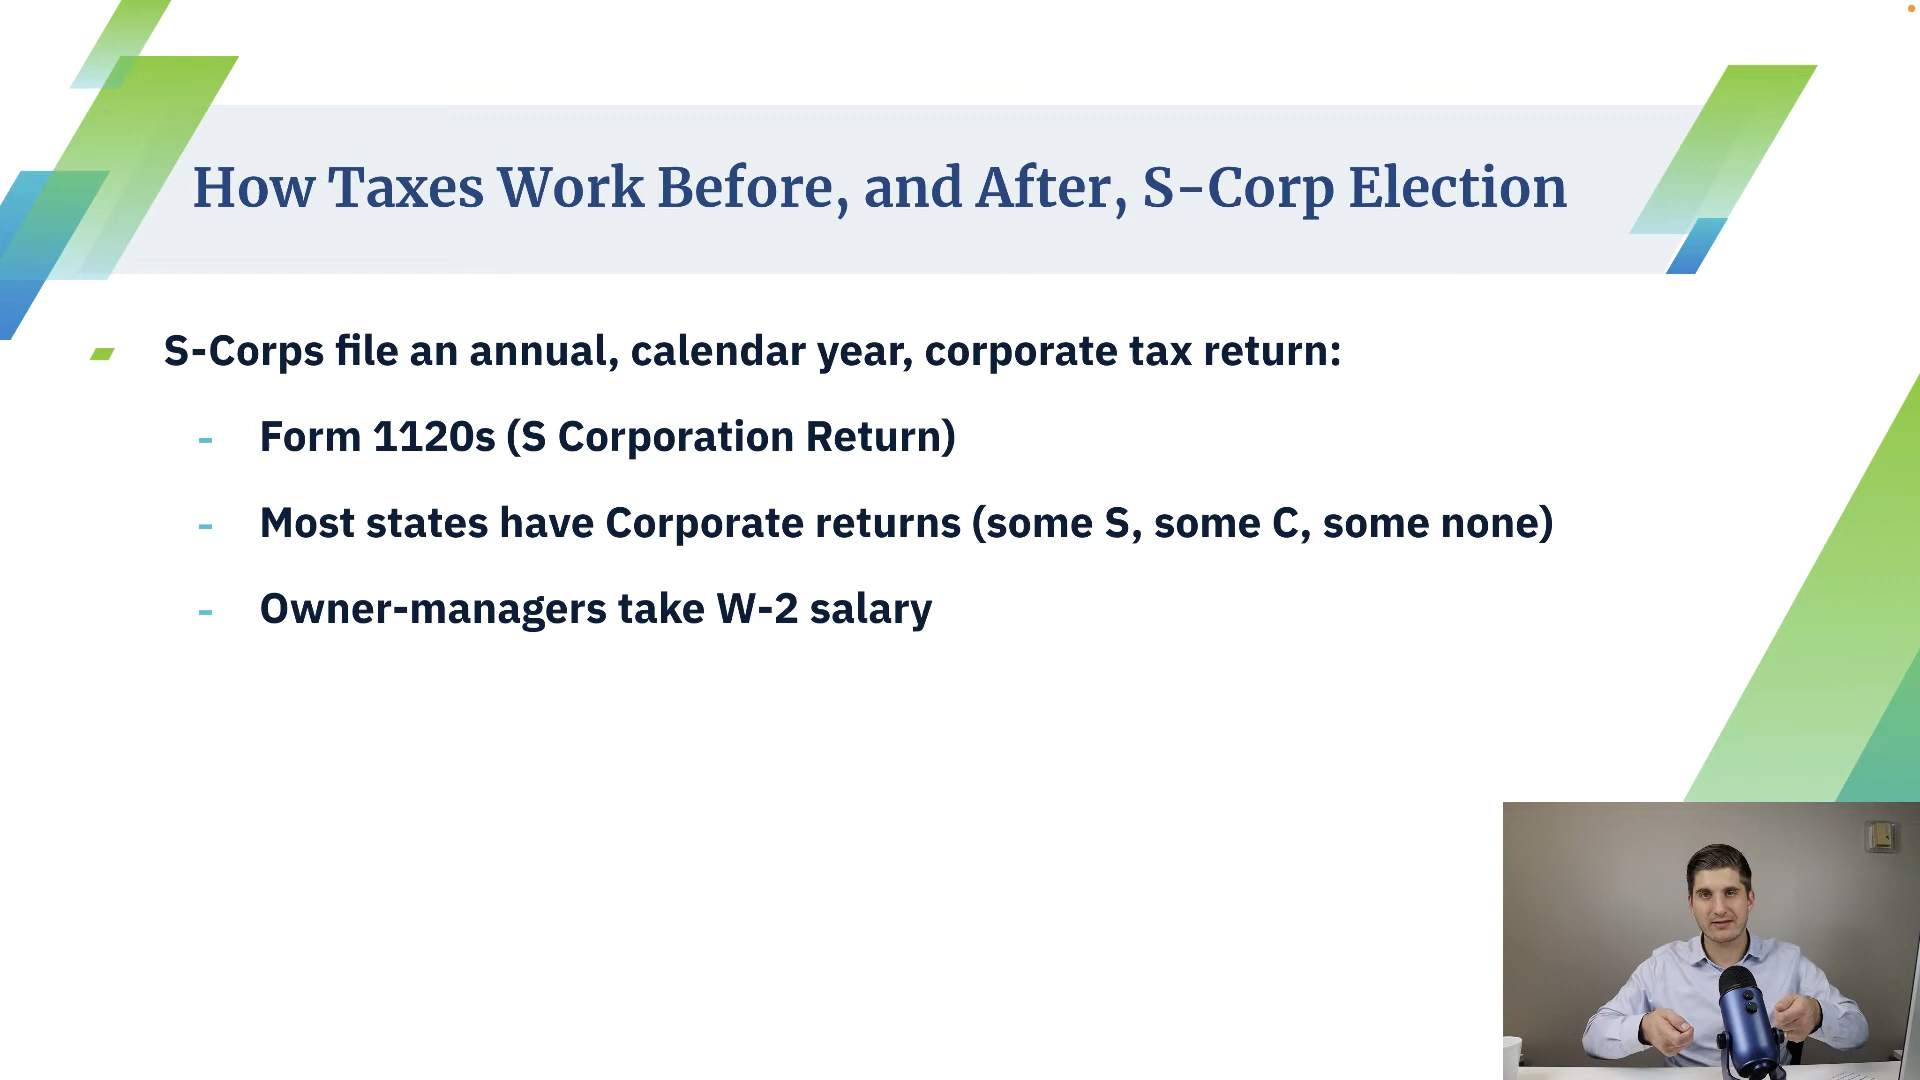 How Taxes Work Before, and After, S-Corp Election
S-Corps file an annual, calendar year, corporate tax return:
- Form 1120s (S Corporation Return)
- Most states have Corporate returns (some S, some C, some none)
- Owner-managers take W-2 salary